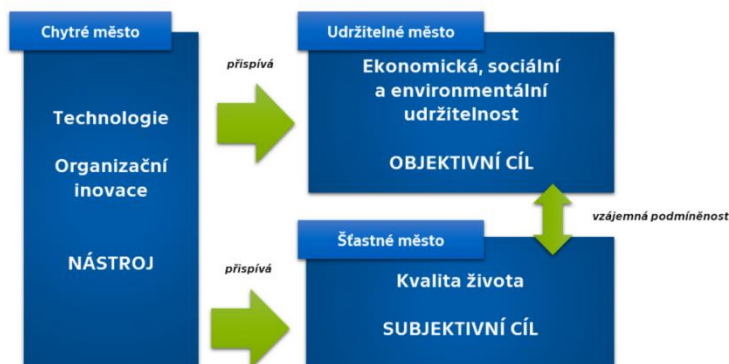 Chytré město
Technologie
Organizační
inovace
NÁSTROJ
přispívá
přispívá
Udržitelné město
Ekonomická, sociální
a environmentální
udržitelnost
OBJEKTIVNÍ CÍL
vzájemná podmíněnost
Šťastné město
Kvalita života
SUBJEKTIVNÍ CÍL